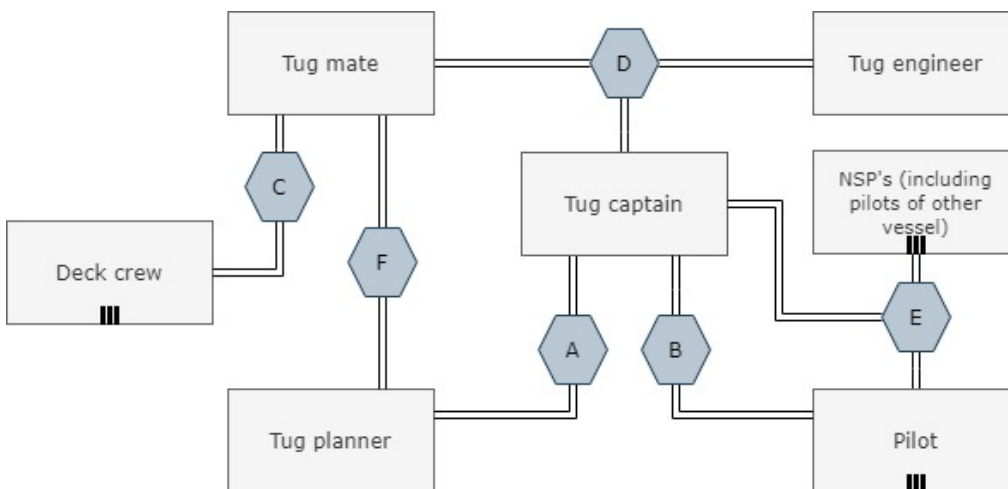 Tug mate
D
Tug engineer
C
Tug captain
NSP's (including
pilots of other
vessel)
Deck crew
F
A
B
E
Tug planner
Pilot